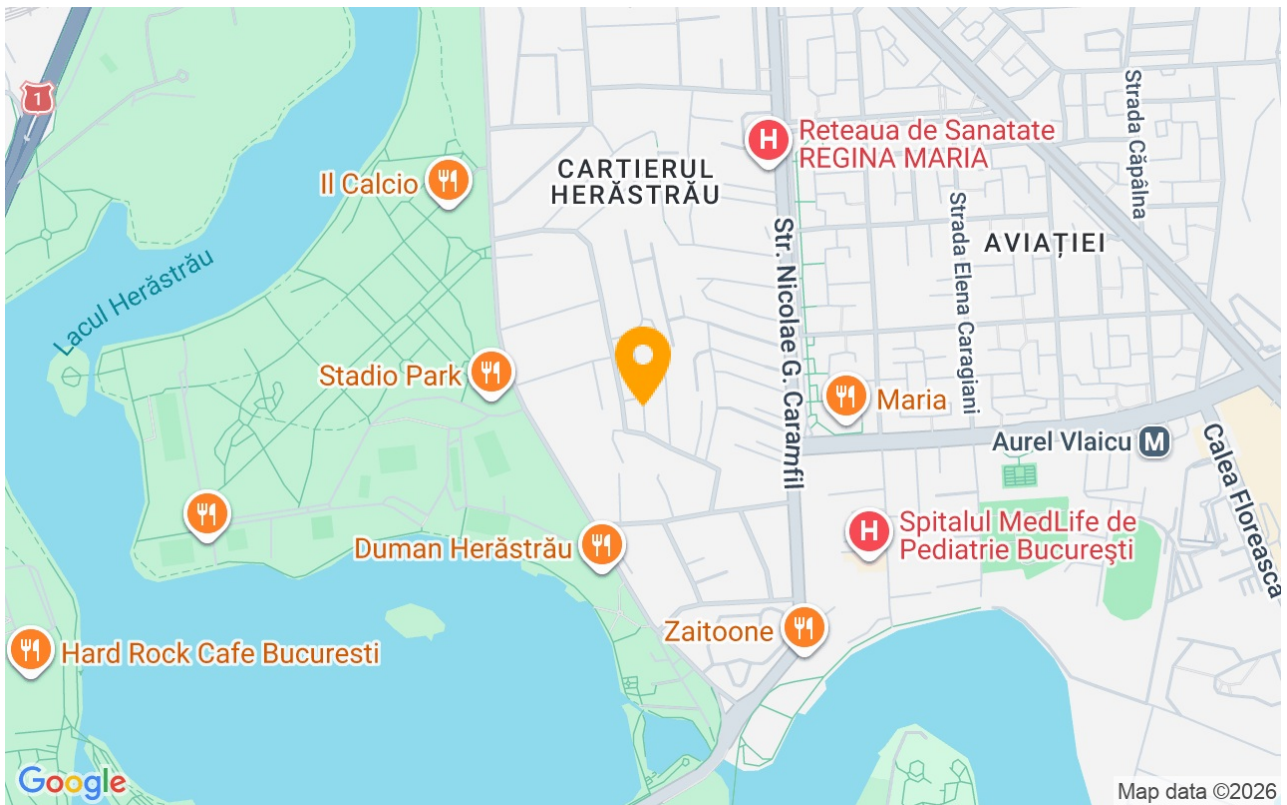 1
Strada Căpâlna
Reteaua de Sanatate
REGINA MARIA
CARTIERUL
HERĂSTRĂU
Il Calcio
Strada Elena Caragiani
Str. Nicolae G. Caramfil
AVIAȚIEI
Lacul Herăstrău
Stadio Park
Maria
Aurel Vlaicu
M
Calea Florească
H
H
Spitalul MedLife de
Pediatrie Bucureşti
Duman Herăstrău
Zaitoone
Hard Rock Cafe Bucuresti
Google
Map data ©2026